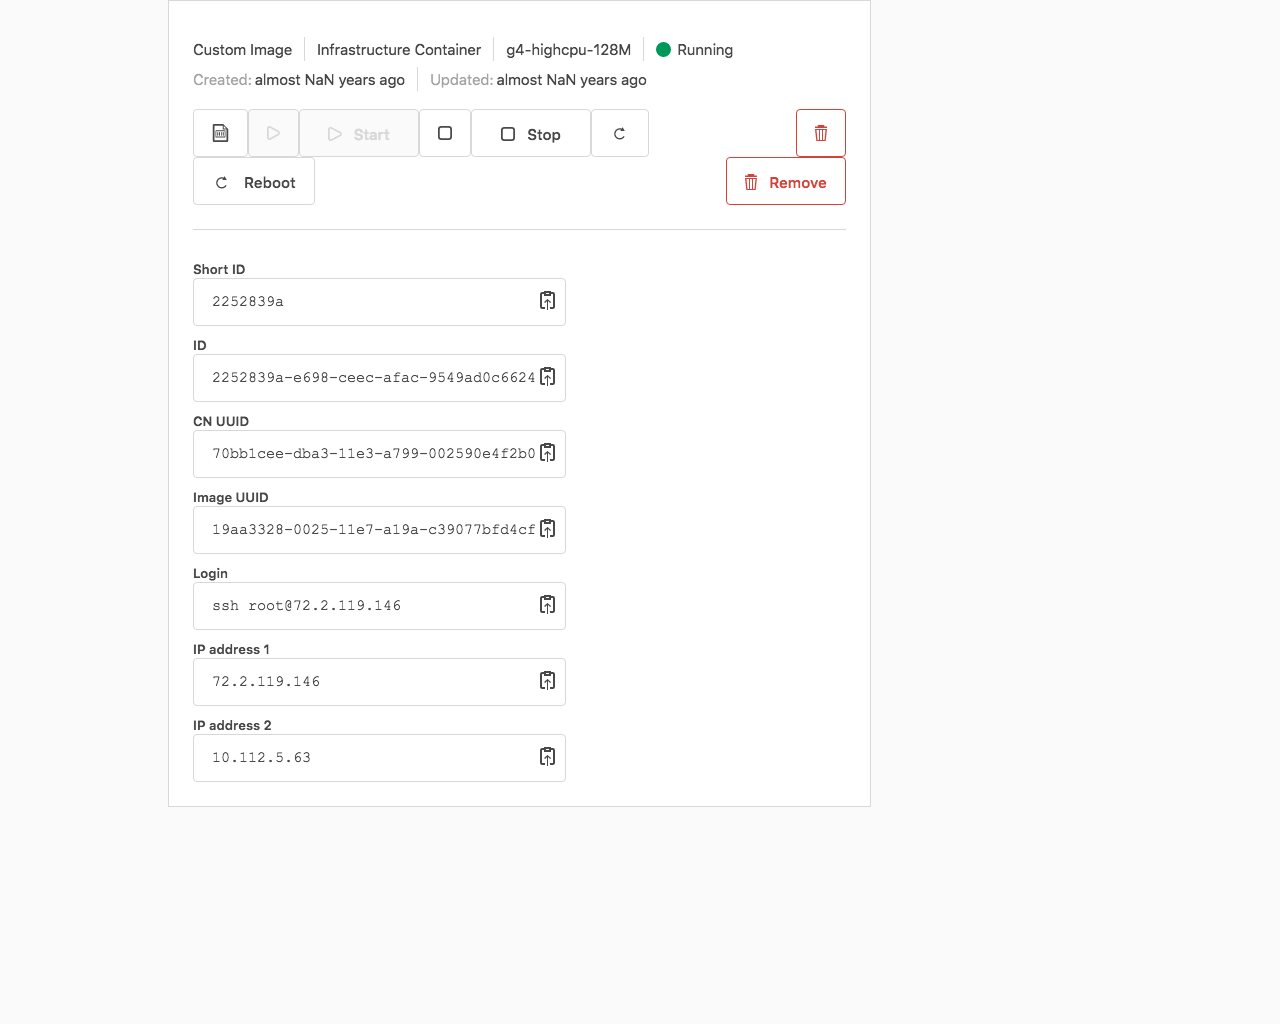 Custom Image Infrastructure Container g4-highcpu-128M Running
Created: almost NaN years ago Updated: almost NaN years ago
Start Stop
Reboot Remove
Short ID
2252839a
ID
2252839a-e698-ceec-afac-9549ad0c6624
CN UUID
70bb1cee-dba3-11e3-a799-002590e4f2b0
Image UUID
19aa3328-0025-11e7-a19a-c39077bfd4cf
Login
ssh root@72.2.119.146
IP address 1
72.2.119.146
IP address 2
10.112.5.63